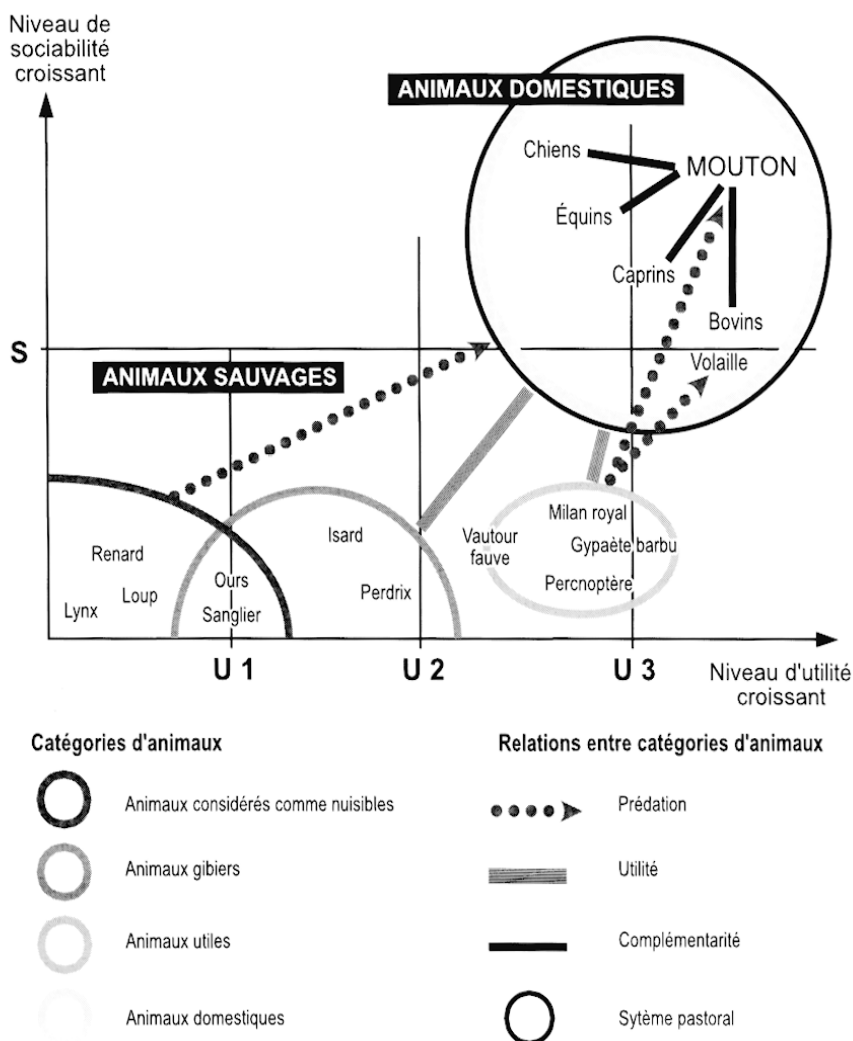 Niveau de
sociabilité
croissant
ANIMAUX DOMESTIQUES
Chiens
MOUTON
Équins
Caprins
Bovins
S
Volaille
ANIMAUX SAUVAGES
Milan royal
Isard
Vautour
fauve
Gypaète barbu
Renard
Ours
Percnoptère
Loup
Perdrix
Lynx
Sanglier
U 1
U 2
U 3
Niveau d'utilité
croissant
Catégories d'animaux
Animaux considérés comme nuisibles
Animaux gibiers
Animaux utiles
Animaux domestiques
Relations entre catégories d'animaux
Prédation
Utilité
Complémentarité
Sytème pastoral